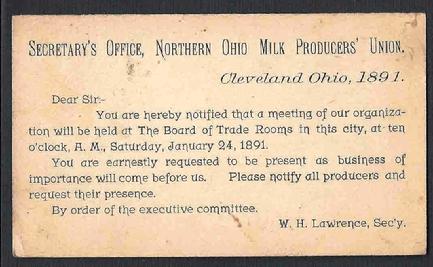 Secretary's Office, Northern Ohio Milk Producers' Union.
Cleveland Ohio, 1891.
Dear Sir:-
You are hereby notified that a meeting of our organiza-
tion will be held at The Board of Trade Rooms in this city, at ten
o'clock, A. M., Saturday, January 24, 1891.
You are earnestly requested to be present as business of
importance will come before us. Please notify all producers and
request their presence.
By order of the executive committee.
W. H. Lawrence, Sec'y.